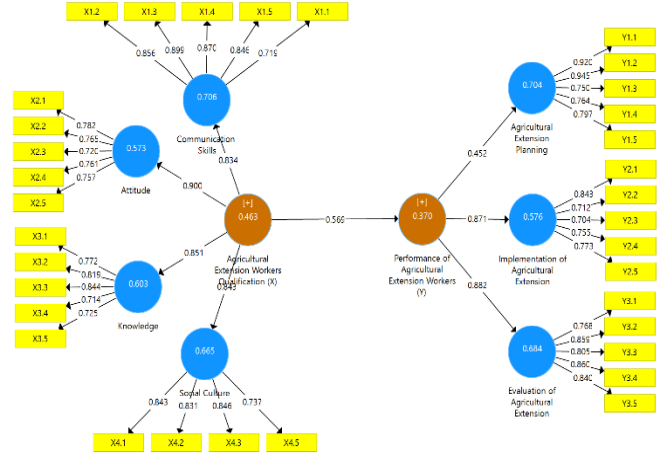 X1.2
X1.3
X1.4
X1.5
X1.1
0.856
0.899
0.870
0.846
0.719
0.706
Communication
Skills
0.834
X2.1
X2.2
X2.3
X2.4
X2.5
0.782
0.765
0.720
0.761
0.757
0.573
Attitude
0.900
X3.1
X3.2
X3.3
X3.4
X3.5
0.772
0.819
0.844
0.714
0.725
0.603
Knowledge
0.851
[+]
0.463
Agricultural
Extension Workers
Qualification (X)
0.843
0.665
Social Culture
0.843
0.831
0.846
0.737
X4.1
X4.2
X4.3
X4.5
0.569
[+]
0.370
Performance of
Agricultural
Extension Workers
(Y)
0.452
0.871
0.882
0.704
Agricultural
Extension
Planning
0.920
0.945
0.750
0.764
0.797
Y1.1
Y1.2
Y1.3
Y1.4
Y1.5
0.576
Implementation of
Agricultural
Extension
0.843
0.712
0.704
0.755
0.773
Y2.1
Y2.2
Y2.3
Y2.4
Y2.5
0.684
Evaluation of
Agricultural
Extension
0.768
0.859
0.805
0.860
0.840
Y3.1
Y3.2
Y3.3
Y3.4
Y3.5